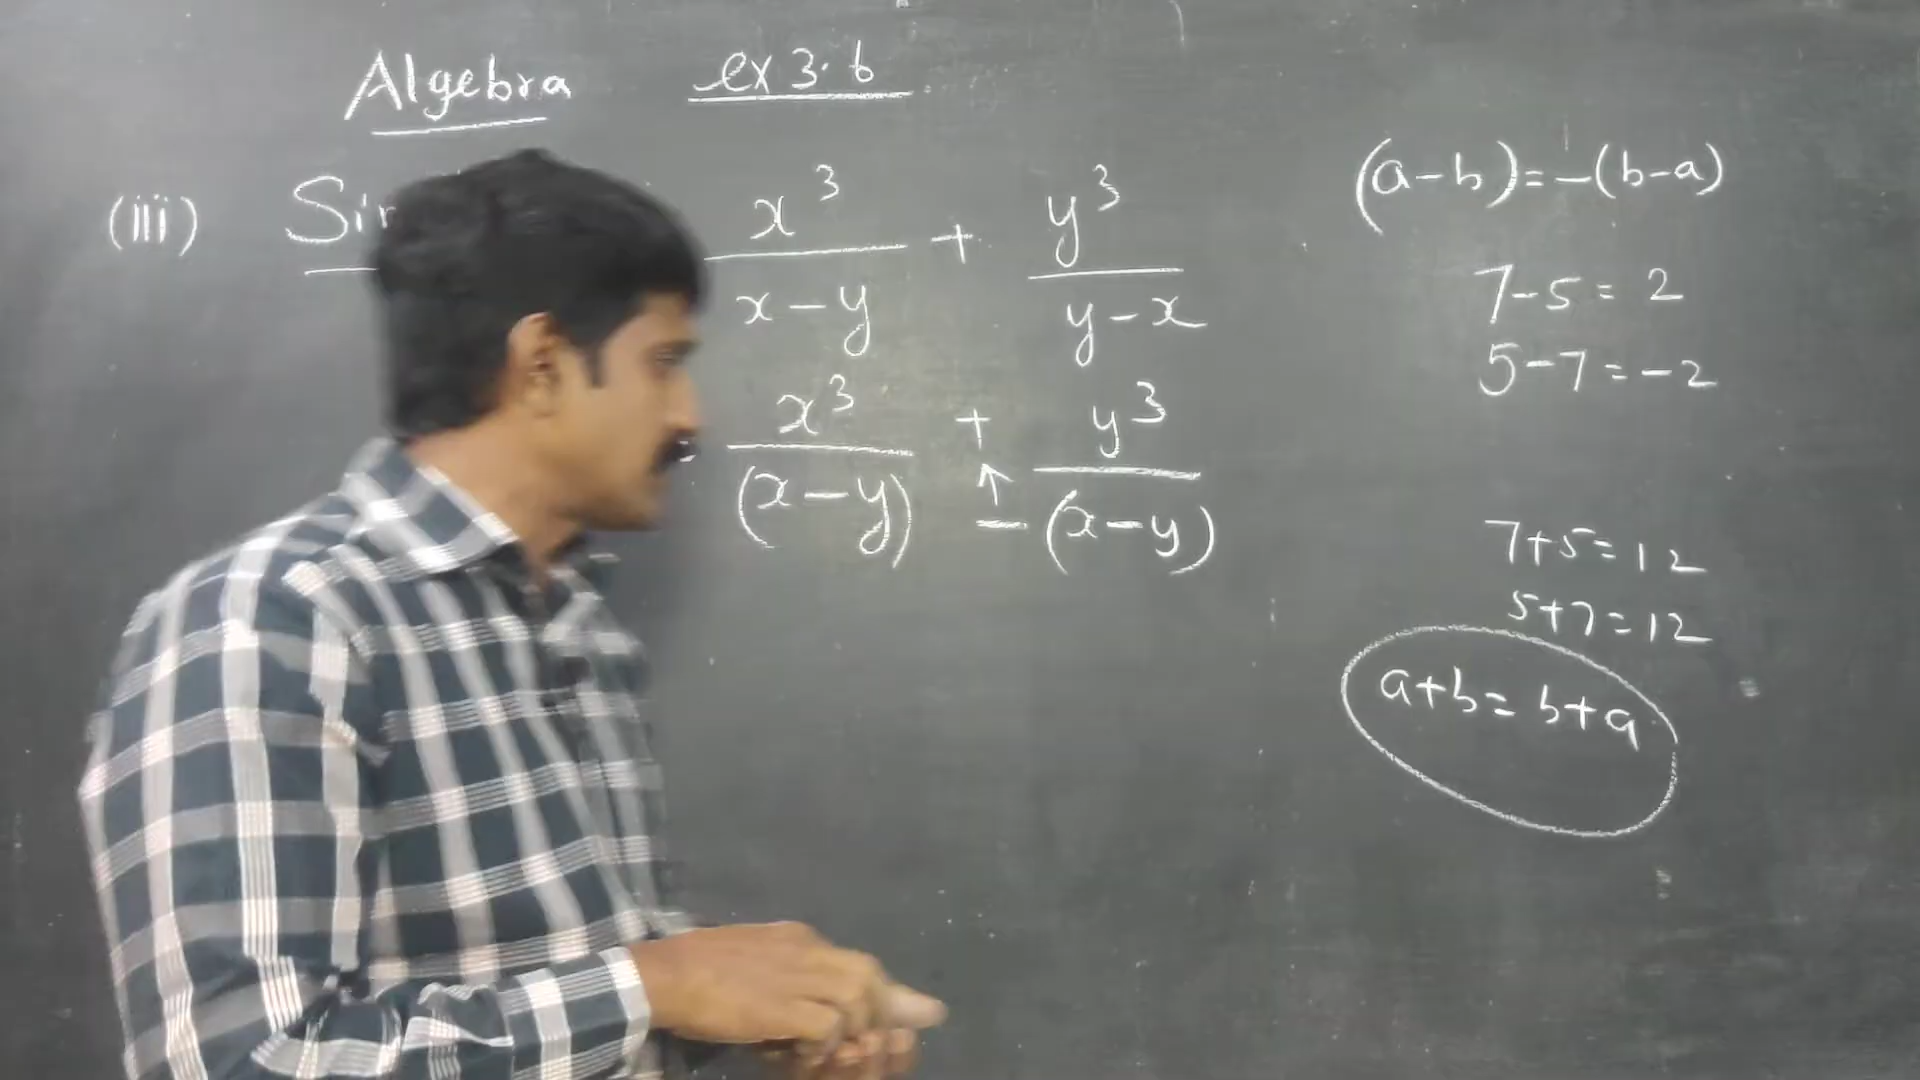 Algebra ex 3.6
(iii) x³/(x-y) + y³/(y-x)
x³/(x-y) + y³/-(x-y)
↑
(a-b)=-(b-a)
7-5= 2
5-7=-2
7+5=12
5+7=12
a+b= b+a